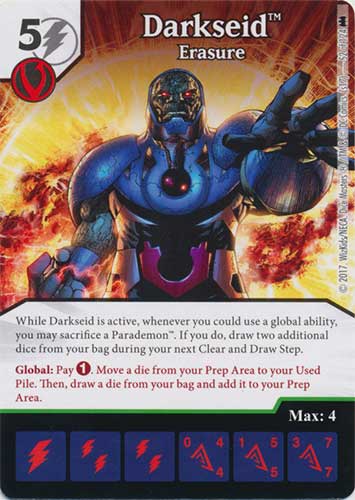 5
Darkseid™
Erasure
While Darkseid is active, whenever you could use a global ability,
you may sacrifice a Parademon™. If you do, draw two additional
dice from your bag during your next Clear and Draw Step.
Global: Pay 1. Move a die from your Prep Area to your Used
Pile. Then, draw a die from your bag and add it to your Prep
Area.
Max: 4
0 4 4
1 5 5
3 7 7
© 2017 WizKids/NECA